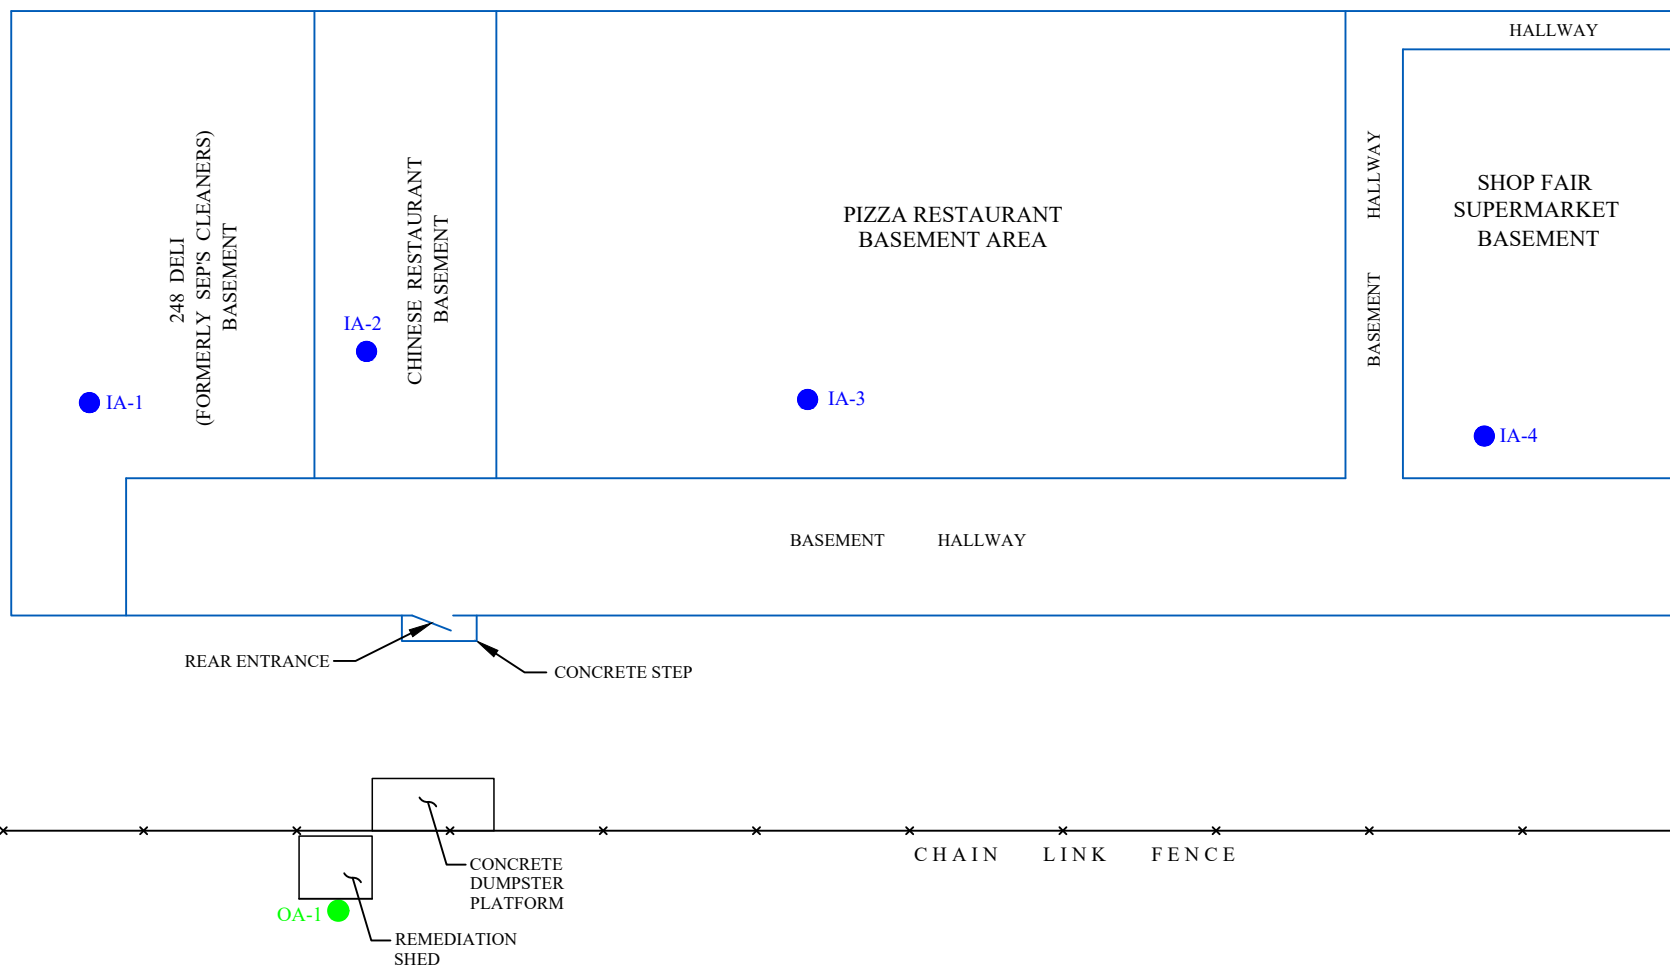 HALLWAY
248 DELI
(FORMERLY SEP'S CLEANERS)
BASEMENT
CHINESE RESTAURANT
BASEMENT
PIZZA RESTAURANT
BASEMENT AREA
BASEMENT HALLWAY
SHOP FAIR
SUPERMARKET
BASEMENT
IA-2
IA-1
IA-3
IA-4
BASEMENT HALLWAY
REAR ENTRANCE
CONCRETE STEP
CHAIN LINK FENCE
CONCRETE
DUMPSTER
PLATFORM
OA-1
REMEDIATION
SHED